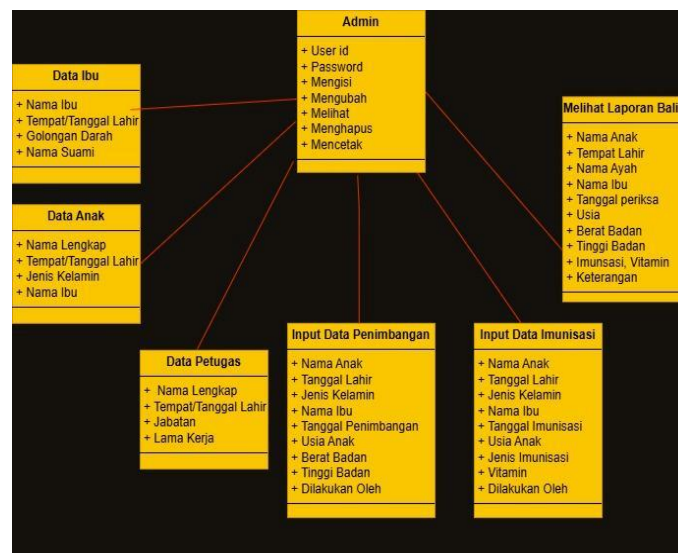 Admin
+ User id
+ Password
+ Mengisi
+ Mengubah
+ Melihat
+ Menghapus
+ Mencetak
Data Ibu
+ Nama Ibu
+ Tempat/Tanggal Lahir
+ Golongan Darah
+ Nama Suami
Melihat Laporan Bali
+ Nama Anak
+ Tempat Lahir
+ Nama Ayah
+ Nama Ibu
+ Tanggal periksa
+ Usia
+ Berat Badan
+ Tinggi Badan
+ Imunsasi, Vitamin
+ Keterangan
Data Anak
+ Nama Lengkap
+ Tempat/Tanggal Lahir
+ Jenis Kelamin
+ Nama Ibu
Data Petugas
+ Nama Lengkap
+ Tempat/Tanggal Lahir
+ Jabatan
+ Lama Kerja
Input Data Penimbangan
+ Nama Anak
+ Tanggal Lahir
+ Jenis Kelamin
+ Nama Ibu
+ Tanggal Penimbangan
+ Usia Anak
+ Berat Badan
+ Tinggi Badan
+ Dilakukan Oleh
Input Data Imunisasi
+ Nama Anak
+ Tanggal Lahir
+ Jenis Kelamin
+ Nama Ibu
+ Tanggal Imunisasi
+ Usia Anak
+ Jenis Imunisasi
+ Vitamin
+ Dilakukan Oleh